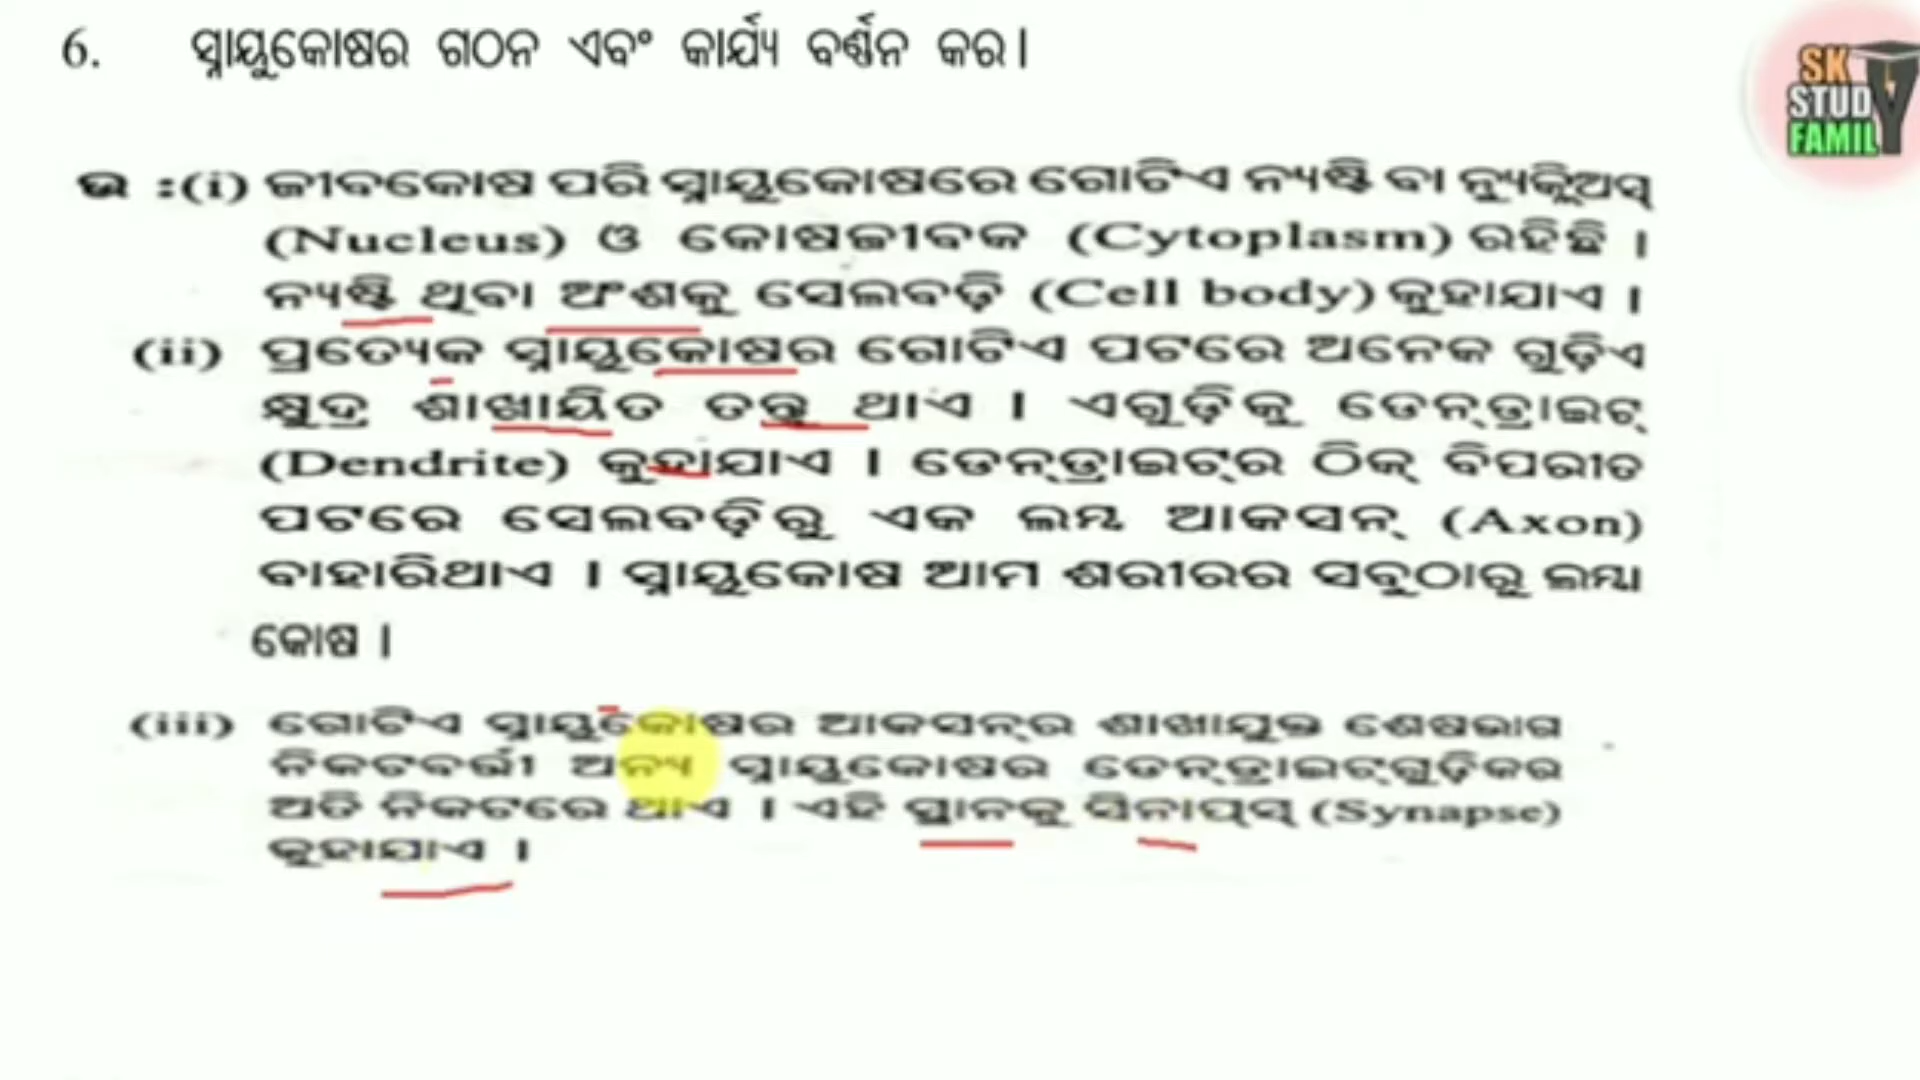 6. ସ୍ନାୟୁକୋଷର ଗଠନ ଏବଂ କାର୍ଯ୍ୟ ବର୍ଣ୍ଣନ କର।
SK
STUDY
FAMILY
ଉ :(i) ଜୀବକୋଷ ପରି ସ୍ନାୟୁକୋଷରେ ଗୋଟିଏ ନ୍ୟଷ୍ଟି ବା ନ୍ୟୁକ୍ଲିଅସ୍
(Nucleus) ଓ କୋଷଜୀବକ (Cytoplasm) ରହିଛି ।
ନ୍ୟଷ୍ଟି ଥିବା ଅଂଶକୁ ସେଲବଡ଼ି (Cell body) କୁହାଯାଏ ।
(ii) ପ୍ରତ୍ୟେକ ସ୍ନାୟୁକୋଷର ଗୋଟିଏ ପଟରେ ଅନେକ ଗୁଡ଼ିଏ
କ୍ଷୁଦ୍ର ଶାଖାୟିତ ତନ୍ତୁ ଥାଏ । ଏଗୁଡ଼ିକୁ ଡେନ୍‌ଡ୍ରାଇଟ୍
(Dendrite) କୁହାଯାଏ । ଡେନ୍‌ଡ୍ରାଇଟ୍‌ର ଠିକ୍ ବିପରୀତ
ପଟରେ ସେଲବଡ଼ିରୁ ଏକ ଲମ୍ବ ଆକସନ୍ (Axon)
ବାହାରିଥାଏ । ସ୍ନାୟୁକୋଷ ଆମ ଶରୀରର ସବୁଠାରୁ ଲମ୍ବା
କୋଷ ।
(iii) ଗୋଟିଏ ସ୍ନାୟୁକୋଷର ଆକସନ୍‌ର ଶାଖାଯୁକ୍ତ ଶେଷଭାଗ
ନିକଟବର୍ତ୍ତୀ ଅନ୍ୟ ସ୍ନାୟୁକୋଷର ଡେନ୍‌ଡ୍ରାଇଟ୍‌ଗୁଡ଼ିକର
ଅତି ନିକଟରେ ଥାଏ । ଏହି ସ୍ଥାନକୁ ସିନାପ୍‌ସ୍ (Synapse)
କୁହାଯାଏ ।